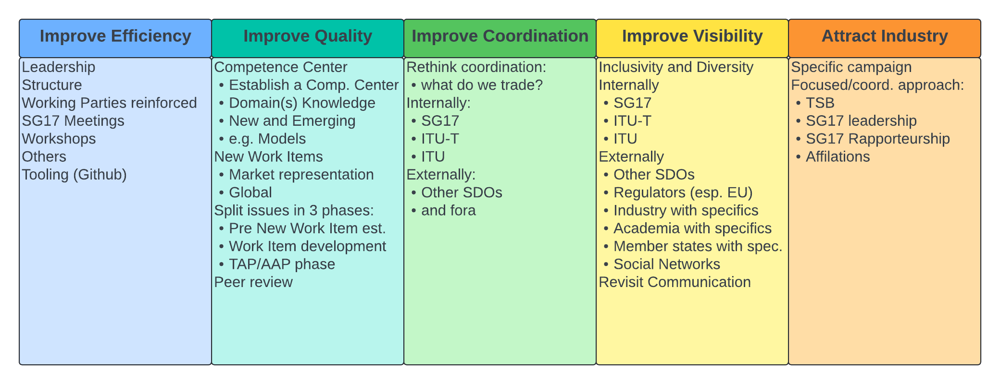 Improve Efficiency
Leadership
Structure
Working Parties reinforced
SG17 Meetings
Workshops
Others
Tooling (Github)
Improve Quality
Competence Center
• Establish a Comp. Center
• Domain(s) Knowledge
• New and Emerging
• e.g. Models
New Work Items
• Market representation
• Global
Split issues in 3 phases:
• Pre New Work Item est.
• Work Item development
• TAP/AAP phase
Peer review
Improve Coordination
Rethink coordination:
• what do we trade?
Internally:
• SG17
• ITU-T
• ITU
Externally:
• Other SDOs
• and fora
Improve Visibility
Inclusivity and Diversity
Internally
• SG17
• ITU-T
• ITU
Externally
• Other SDOs
• Regulators (esp. EU)
• Industry with specifics
• Academia with specifics
• Member states with spec.
• Social Networks
Revisit Communication
Attract Industry
Specific campaign
Focused/coord. approach:
• TSB
• SG17 leadership
• SG17 Rapporteurship
• Affilations